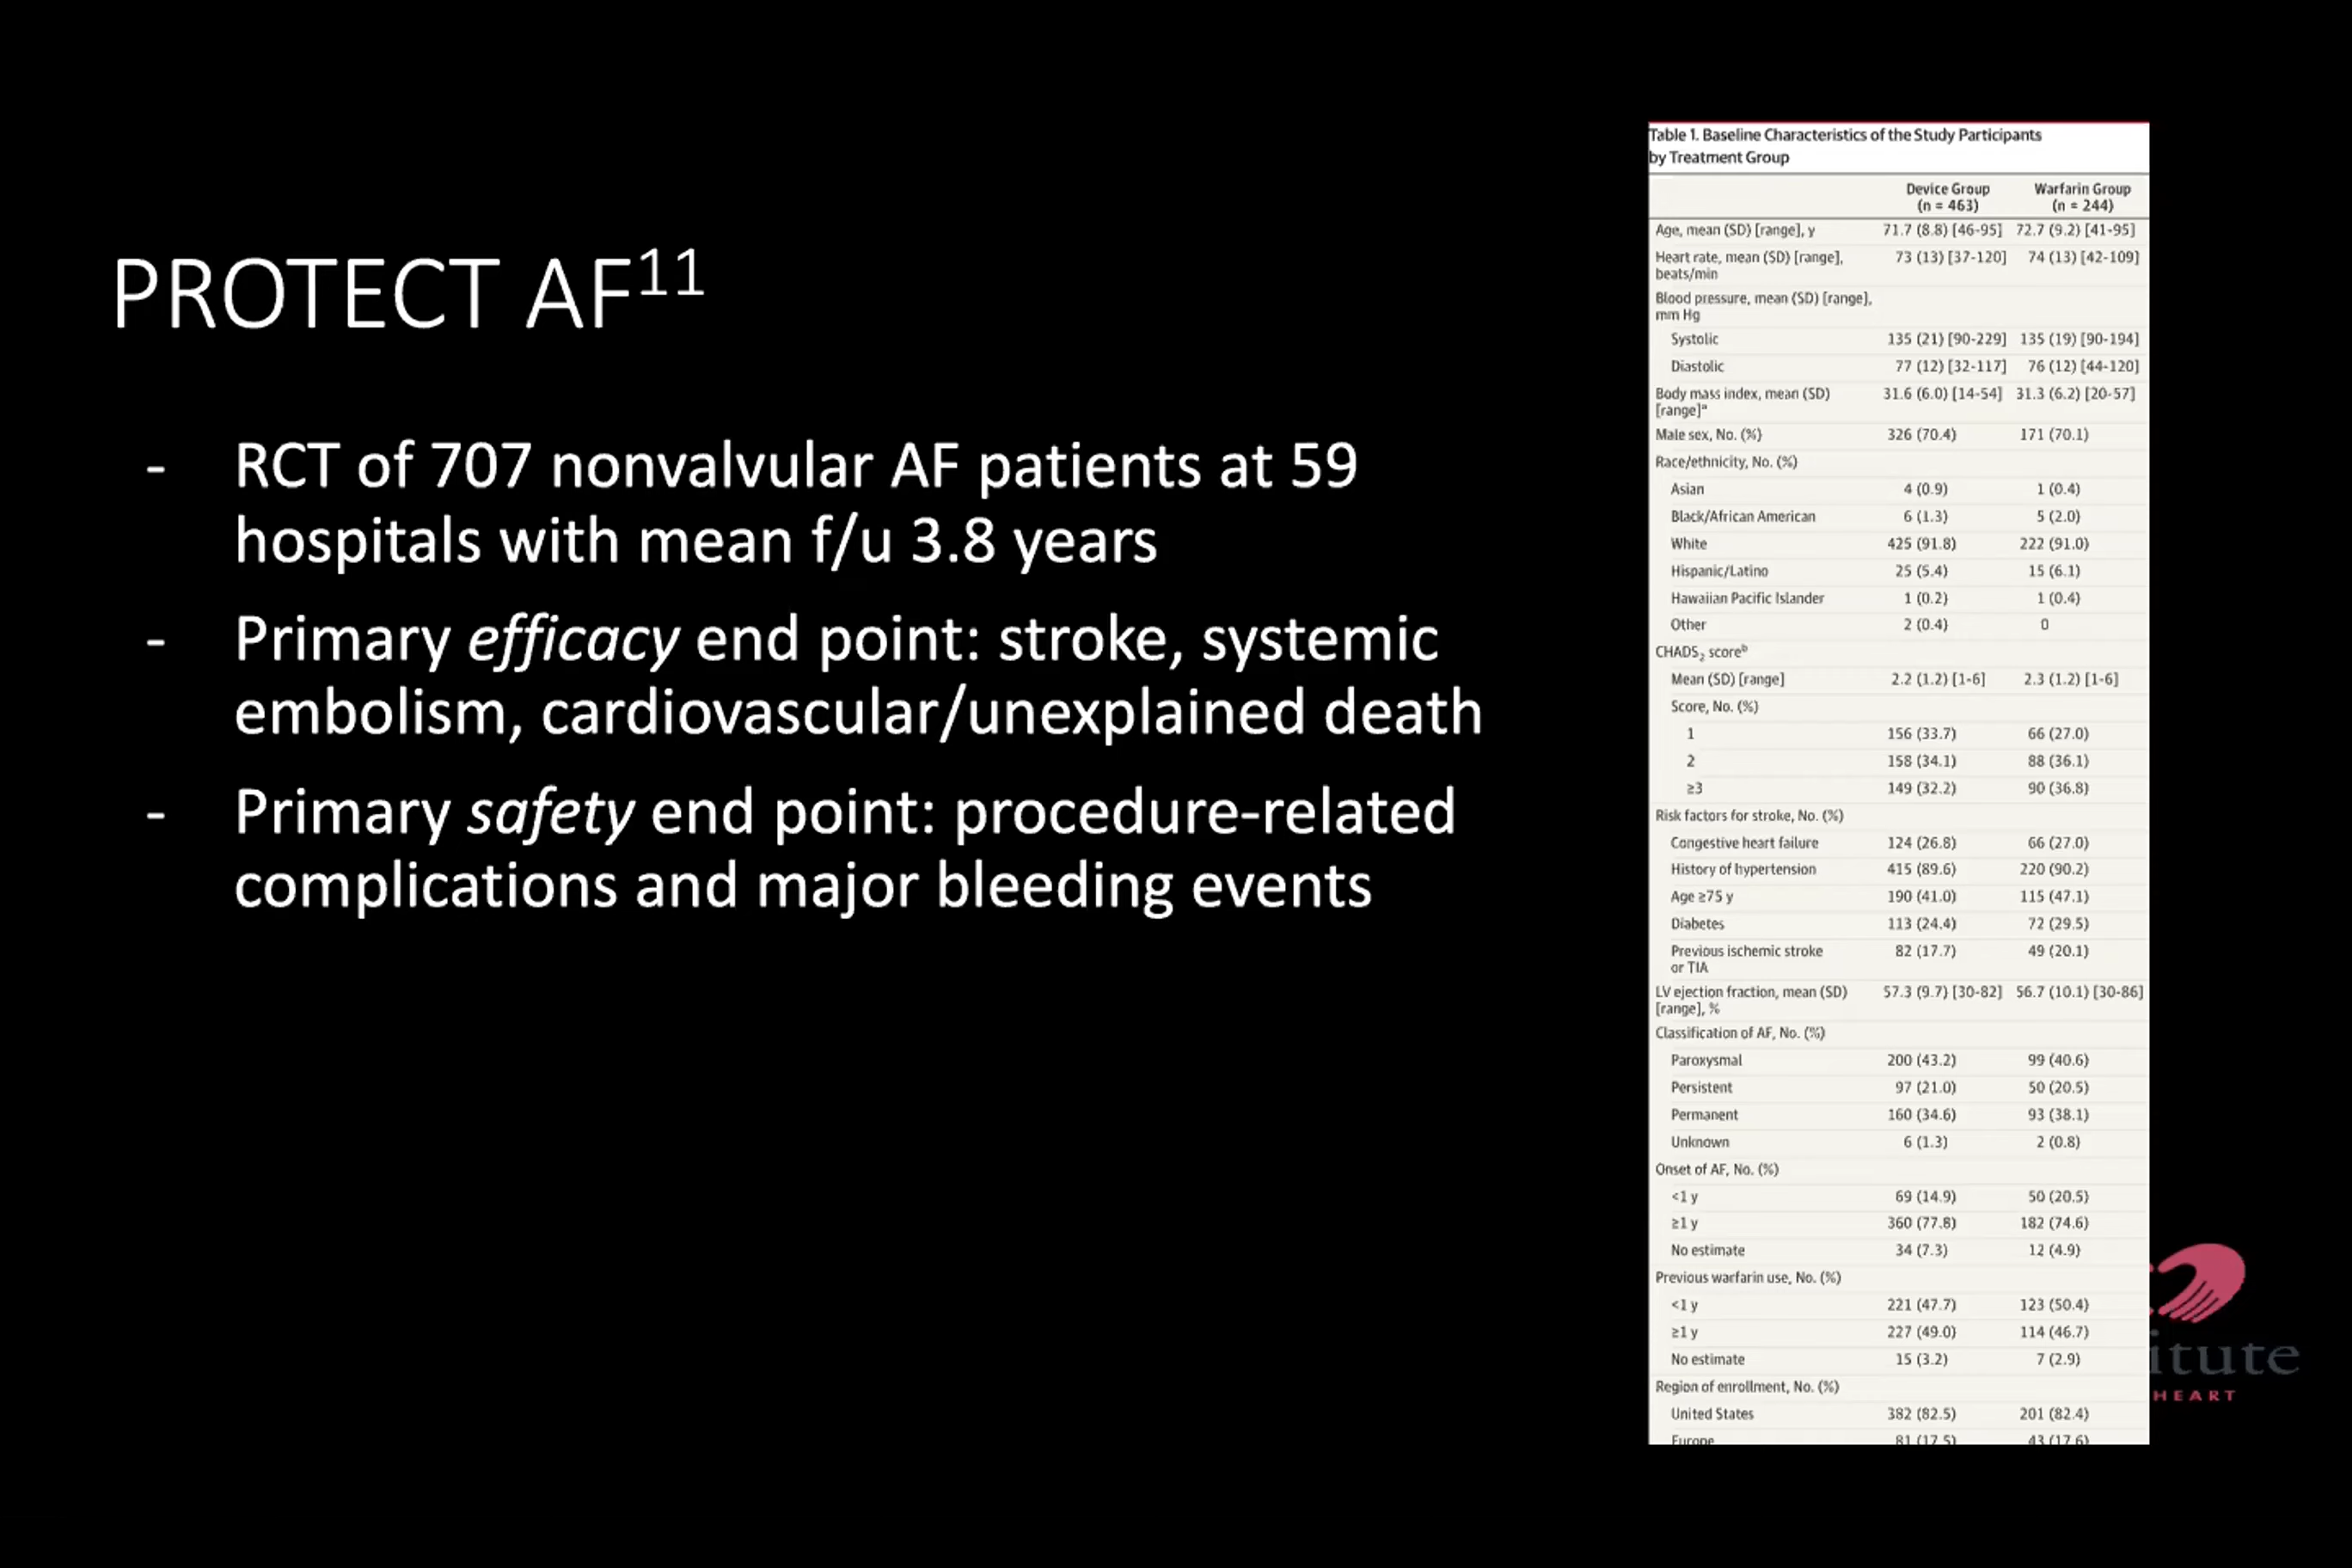 PROTECT AF11
- RCT of 707 nonvalvular AF patients at 59
hospitals with mean f/u 3.8 years
- Primary efficacy end point: stroke, systemic
embolism, cardiovascular/unexplained death
- Primary safety end point: procedure-related
complications and major bleeding events
Table 1. Baseline Characteristics of the Study Participants
by Treatment Group
Device Group Warfarin Group
(n = 463) (n = 244)
Age, mean (SD) [range], y 71.7 (8.8) [46-95] 72.7 (9.2) [41-95]
Heart rate, mean (SD) [range], 73 (13) [37-120] 74 (13) [42-109]
beats/min
Blood pressure, mean (SD) [range],
mm Hg
Systolic 135 (21) [90-229] 135 (19) [90-194]
Diastolic 77 (12) [32-117] 76 (12) [44-120]
Body mass index, mean (SD) 31.6 (6.0) [14-54] 31.3 (6.2) [20-57]
[range]a
Male sex, No. (%) 326 (70.4) 171 (70.1)
Race/ethnicity, No. (%)
Asian 4 (0.9) 1 (0.4)
Black/African American 6 (1.3) 5 (2.0)
White 425 (91.8) 222 (91.0)
Hispanic/Latino 25 (5.4) 15 (6.1)
Hawaiian Pacific Islander 1 (0.2) 1 (0.4)
Other 2 (0.4) 0
CHADS2 scoreb
Mean (SD) [range] 2.2 (1.2) [1-6] 2.3 (1.2) [1-6]
Score, No. (%)
1 156 (33.7) 66 (27.0)
2 158 (34.1) 88 (36.1)
≥3 149 (32.2) 90 (36.8)
Risk factors for stroke, No. (%)
Congestive heart failure 124 (26.8) 66 (27.0)
History of hypertension 415 (89.6) 220 (90.2)
Age ≥75 y 190 (41.0) 115 (47.1)
Diabetes 113 (24.4) 72 (29.5)
Previous ischemic stroke 82 (17.7) 49 (20.1)
or TIA
LV ejection fraction, mean (SD) 57.3 (9.7) [30-82] 56.7 (10.1) [30-86]
[range], %
Classification of AF, No. (%)
Paroxysmal 200 (43.2) 99 (40.6)
Persistent 97 (21.0) 50 (20.5)
Permanent 160 (34.6) 93 (38.1)
Unknown 6 (1.3) 2 (0.8)
Onset of AF, No. (%)
<1 y 69 (14.9) 50 (20.5)
≥1 y 360 (77.8) 182 (74.6)
No estimate 34 (7.3) 12 (4.9)
Previous warfarin use, No. (%)
<1 y 221 (47.7) 123 (50.4)
≥1 y 227 (49.0) 114 (46.7)
No estimate 15 (3.2) 7 (2.9)
Region of enrollment, No. (%)
United States 382 (82.5) 201 (82.4)
Europe 81 (17.5) 43 (17.6)
itute
HEART